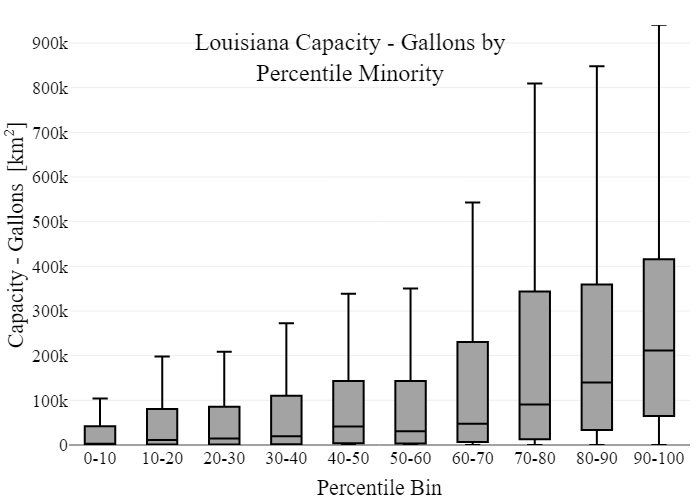 Louisiana Capacity - Gallons by
Percentile Minority
Capacity - Gallons [km²]
900k
800k
700k
600k
500k
400k
300k
200k
100k
0
0-10 10-20 20-30 30-40 40-50 50-60 60-70 70-80 80-90 90-100
Percentile Bin